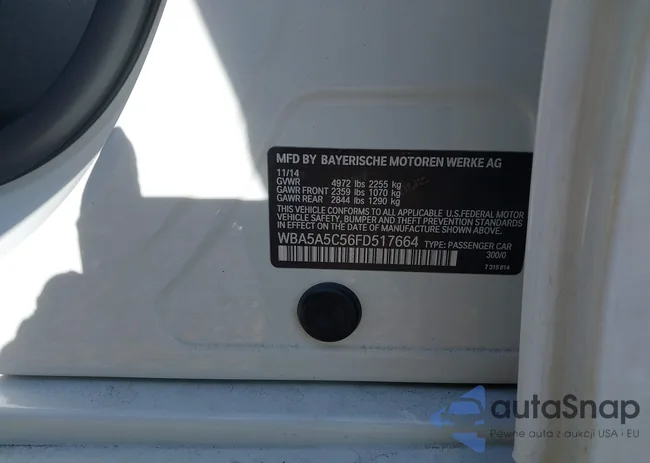 MFD BY BAYERISCHE MOTOREN WERKE AG
11/14
GVWR 4972 lbs 2255 kg
GAWR FRONT 2359 lbs 1070 kg
GAWR REAR 2844 lbs 1290 kg
THIS VEHICLE CONFORMS TO ALL APPLICABLE U.S.FEDERAL MOTOR
VEHICLE SAFETY, BUMPER AND THEFT PREVENTION STANDARDS
IN EFFECT ON THE DATE OF MANUFACTURE SHOWN ABOVE.
WBA5A5C56FD517664 TYPE: PASSENGER CAR
300/0
7 315 814
autaSnap
Pewne auta z aukcji USA i EU